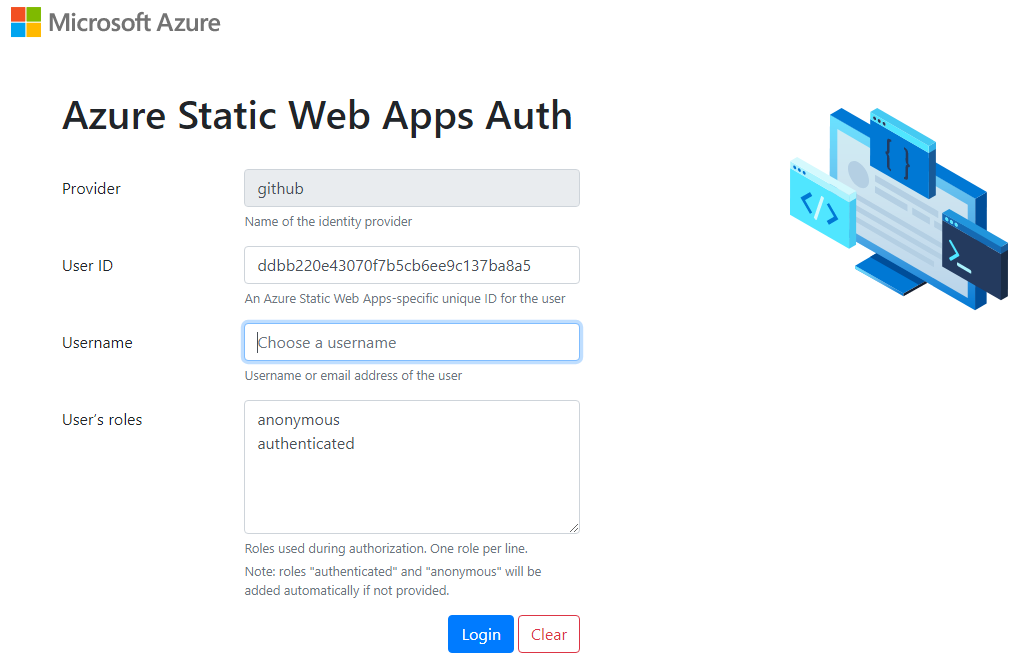 Microsoft Azure
Azure Static Web Apps Auth
Provider
github
Name of the identity provider
User ID
ddbb220e43070f7b5cb6ee9c137ba8a5
An Azure Static Web Apps-specific unique ID for the user
Username
Choose a username
Username or email address of the user
User's roles
anonymous
authenticated
Roles used during authorization. One role per line.
Note: roles "authenticated" and "anonymous" will be
added automatically if not provided.
Login Clear
{ }
</>
>_